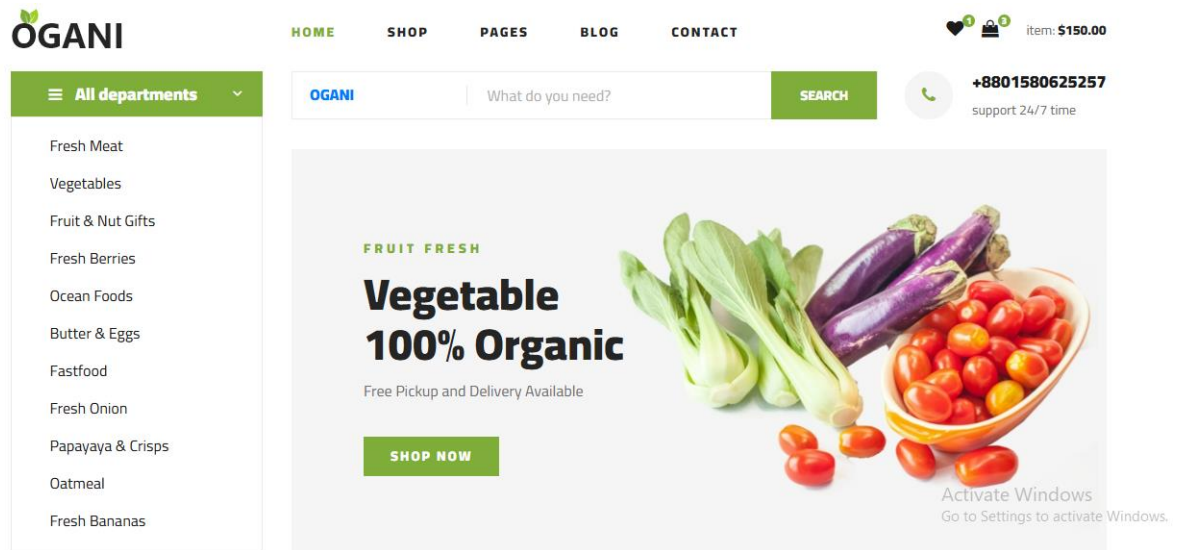 OGANI
HOME SHOP PAGES BLOG CONTACT
1 3 item: $150.00
All departments
OGANI What do you need? SEARCH
+8801580625257
support 24/7 time
Fresh Meat
Vegetables
Fruit & Nut Gifts
Fresh Berries
Ocean Foods
Butter & Eggs
Fastfood
Fresh Onion
Papayaya & Crisps
Oatmeal
Fresh Bananas
FRUIT FRESH
Vegetable
100% Organic
Free Pickup and Delivery Available
SHOP NOW
Activate Windows
Go to Settings to activate Windows.